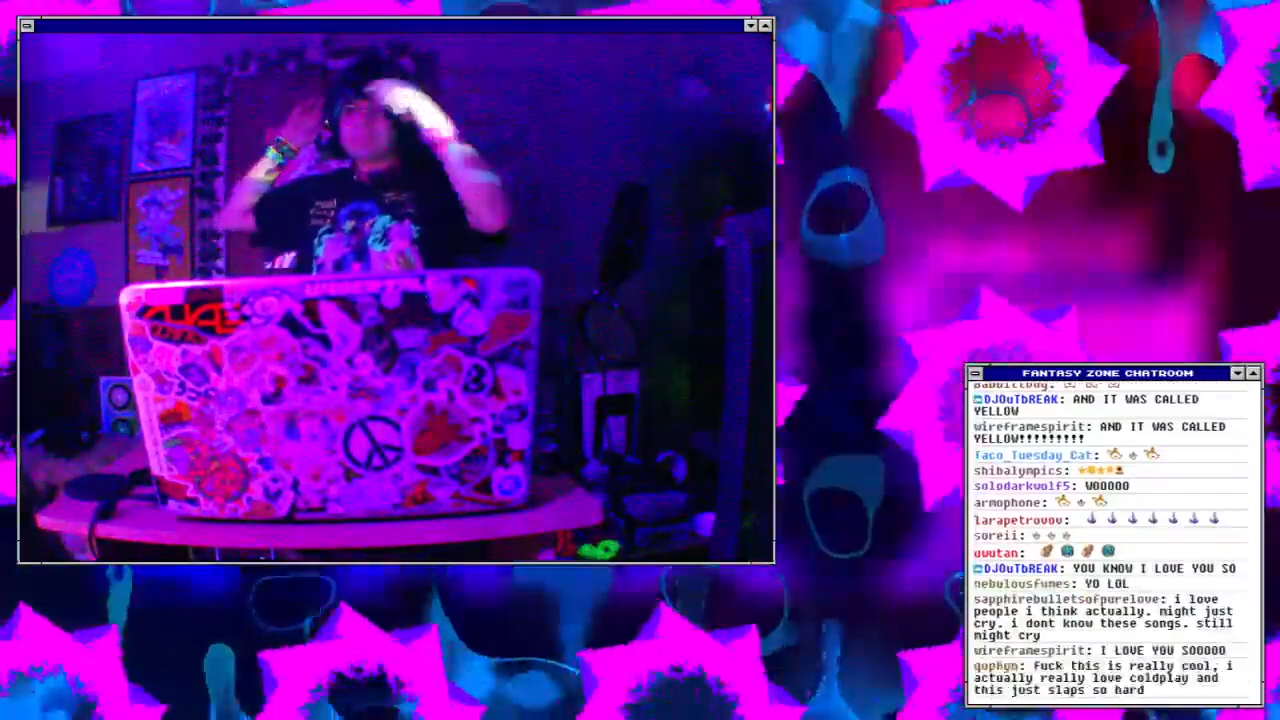 FANTASY ZONE CHATROOM
DJOuTbREAK: AND IT WAS CALLED
YELLOW
wireframespirit: AND IT WAS CALLED
YELLOW!!!!!!!!!
Taco_Tuesday_Cat:
shibalympics:
solodarkwolf5: WOOOOO
armophone:
larapetrovov:
soreii:
uwutan:
DJOuTbREAK: YOU KNOW I LOVE YOU SO
nebulousfumes: YO LOL
sapphirebulletsofpurelove: i love
people i think actually. might just
cry. i dont know these songs. still
might cry
wireframespirit: I LOVE YOU SOOOOO
fuck this is really cool, i
actually really love coldplay and
this just slaps so hard